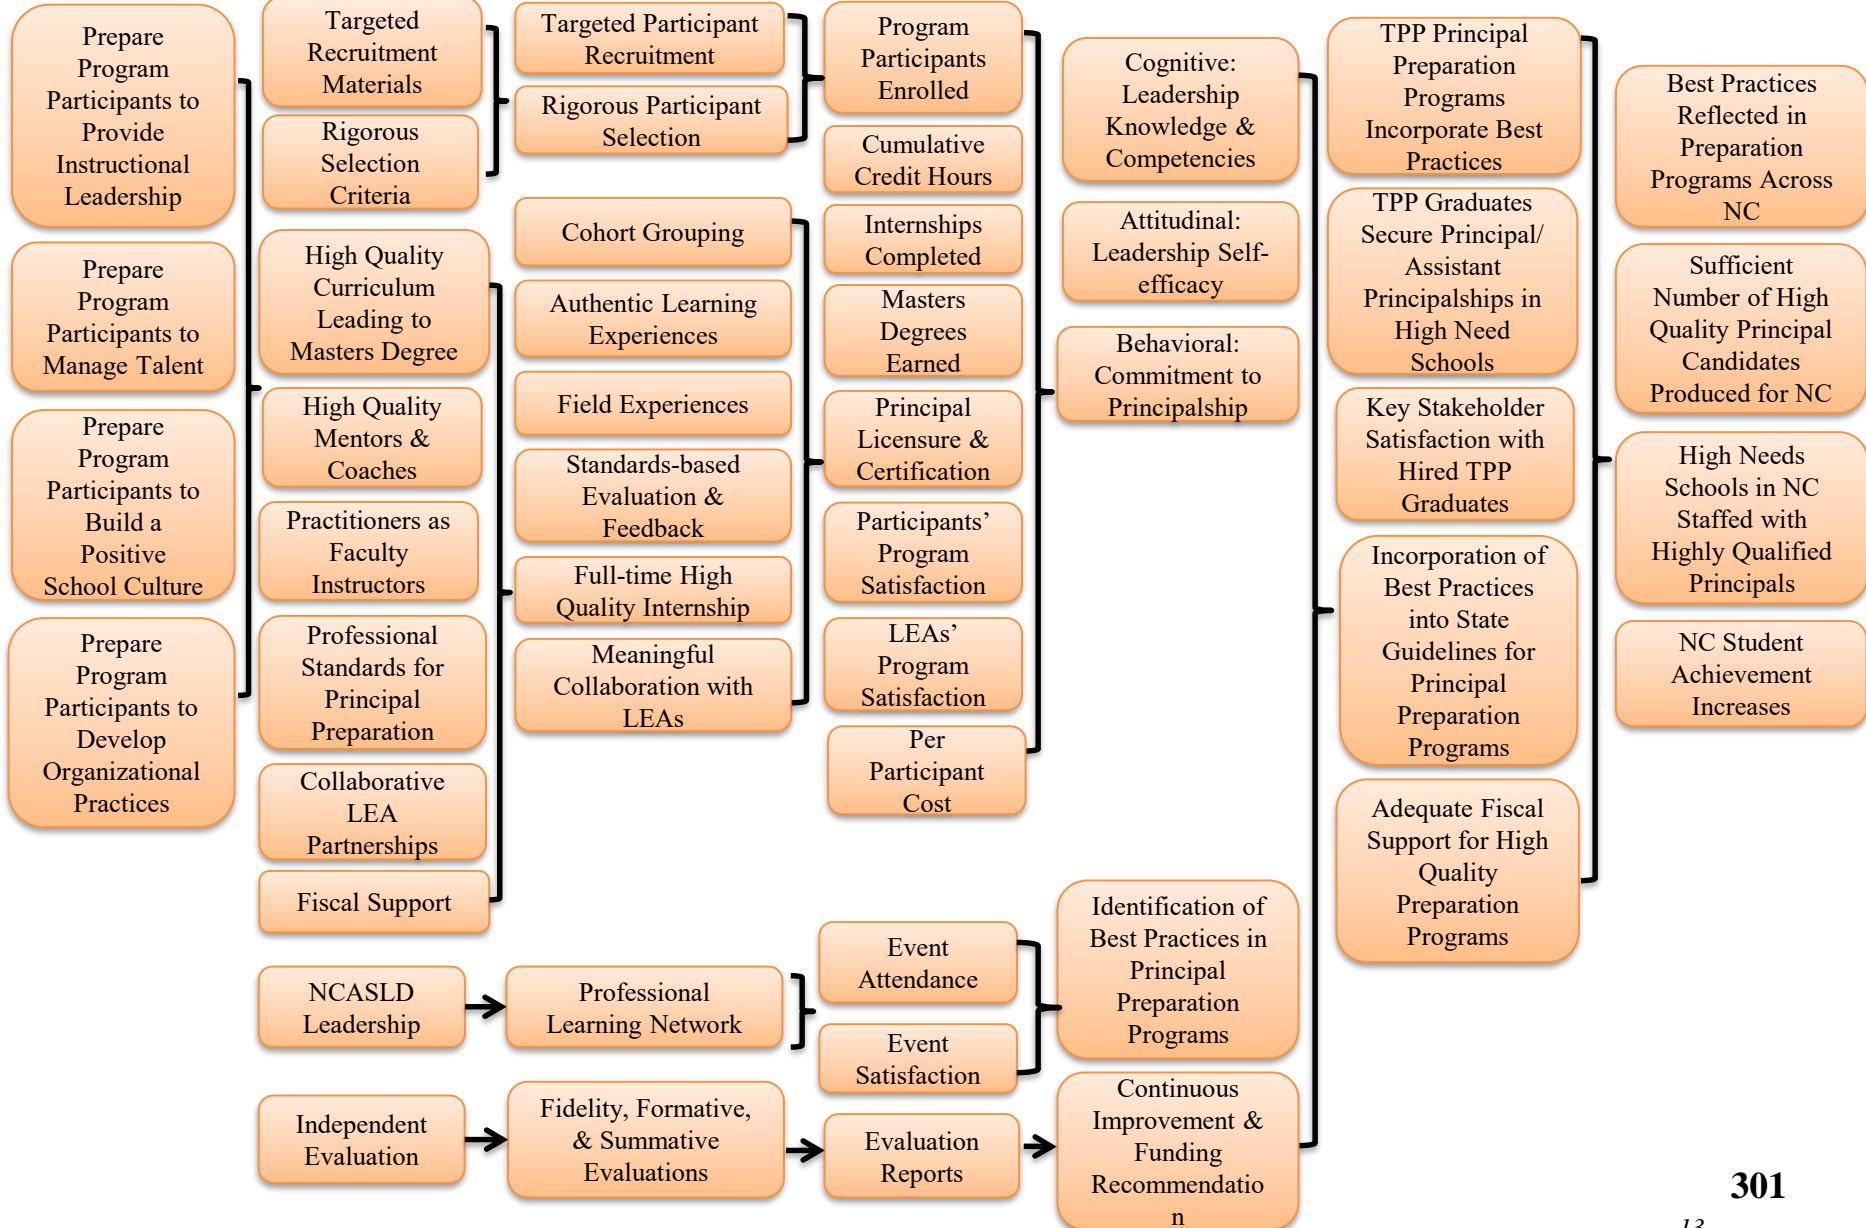 Prepare
Program
Participants to
Provide
Instructional
Leadership
Prepare
Program
Participants to
Manage Talent
Prepare
Program
Participants to
Build a
Positive
School Culture
Prepare
Program
Participants to
Develop
Organizational
Practices
Targeted
Recruitment
Materials
Rigorous
Selection
Criteria
High Quality
Curriculum
Leading to
Masters Degree
High Quality
Mentors &
Coaches
Practitioners as
Faculty
Instructors
Professional
Standards for
Principal
Preparation
Collaborative
LEA
Partnerships
Fiscal Support
NCASLD
Leadership
Independent
Evaluation
Targeted Participant
Recruitment
Rigorous Participant
Selection
Cohort Grouping
Authentic Learning
Experiences
Field Experiences
Standards-based
Evaluation &
Feedback
Full-time High
Quality Internship
Meaningful
Collaboration with
LEAs
Professional
Learning Network
Fidelity, Formative,
& Summative
Evaluations
Program
Participants
Enrolled
Cumulative
Credit Hours
Internships
Completed
Masters
Degrees
Earned
Principal
Licensure &
Certification
Participants’
Program
Satisfaction
LEAs’
Program
Satisfaction
Per
Participant
Cost
Event
Attendance
Event
Satisfaction
Evaluation
Reports
Cognitive:
Leadership
Knowledge &
Competencies
Attitudinal:
Leadership Self-
efficacy
Behavioral:
Commitment to
Principalship
Identification of
Best Practices in
Principal
Preparation
Programs
Continuous
Improvement &
Funding
Recommendatio
n
TPP Principal
Preparation
Programs
Incorporate Best
Practices
TPP Graduates
Secure Principal/
Assistant
Principalships in
High Need
Schools
Key Stakeholder
Satisfaction with
Hired TPP
Graduates
Incorporation of
Best Practices
into State
Guidelines for
Principal
Preparation
Programs
Adequate Fiscal
Support for High
Quality
Preparation
Programs
Best Practices
Reflected in
Preparation
Programs Across
NC
Sufficient
Number of High
Quality Principal
Candidates
Produced for NC
High Needs
Schools in NC
Staffed with
Highly Qualified
Principals
NC Student
Achievement
Increases
301
13